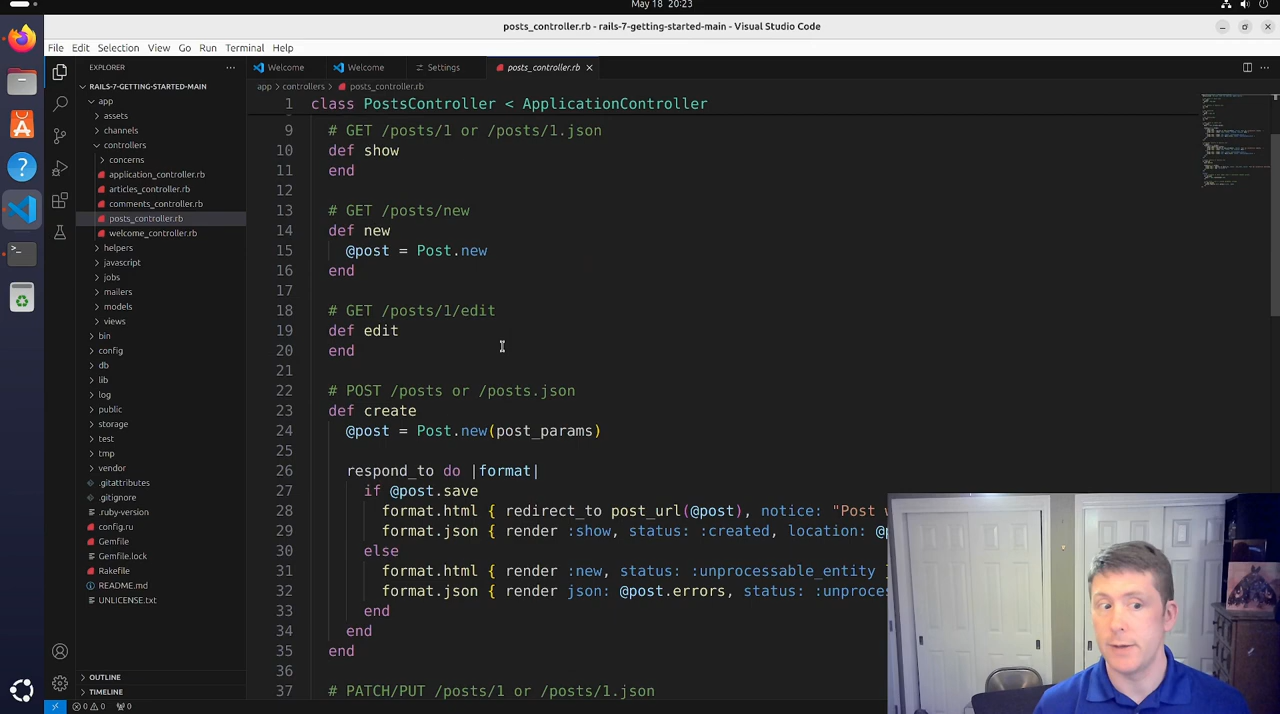 May 18 20:23
posts_controller.rb - rails-7-getting-started-main - Visual Studio Code
File Edit Selection View Go Run Terminal Help
EXPLORER
Welcome
Welcome
Settings
posts_controller.rb
RAILS-7-GETTING-STARTED-MAIN
app
assets
channels
controllers
concerns
application_controller.rb
articles_controller.rb
comments_controller.rb
posts_controller.rb
welcome_controller.rb
helpers
javascript
jobs
mailers
models
views
bin
config
db
lib
log
public
storage
test
tmp
vendor
.gitattributes
.gitignore
.ruby-version
config.ru
Gemfile
Gemfile.lock
Rakefile
README.md
UNLICENSE.txt
OUTLINE
TIMELINE
app > controllers > posts_controller.rb
1 class PostsController < ApplicationController
9 # GET /posts/1 or /posts/1.json
10 def show
11 end
12
13 # GET /posts/new
14 def new
15 @post = Post.new
16 end
17
18 # GET /posts/1/edit
19 def edit
20 end
21
22 # POST /posts or /posts.json
23 def create
24 @post = Post.new(post_params)
25
26 respond_to do |format|
27 if @post.save
28 format.html { redirect_to post_url(@post), notice: "Post
29 format.json { render :show, status: :created, location:
30 else
31 format.html { render :new, status: :unprocessable_entity
32 format.json { render json: @post.errors, status: :unproces
33 end
34 end
35 end
36
37 # PATCH/PUT /posts/1 or /posts/1.json
0 0 0